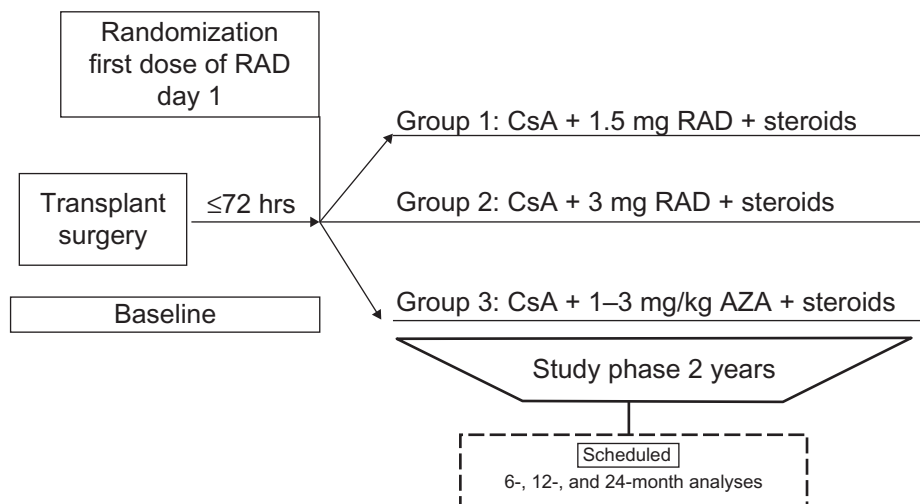 Randomization
first dose of RAD
day 1
Group 1: CsA + 1.5 mg RAD + steroids
Transplant
surgery
≤72 hrs
Group 2: CsA + 3 mg RAD + steroids
Baseline
Group 3: CsA + 1–3 mg/kg AZA + steroids
Study phase 2 years
Scheduled
6-, 12-, and 24-month analyses